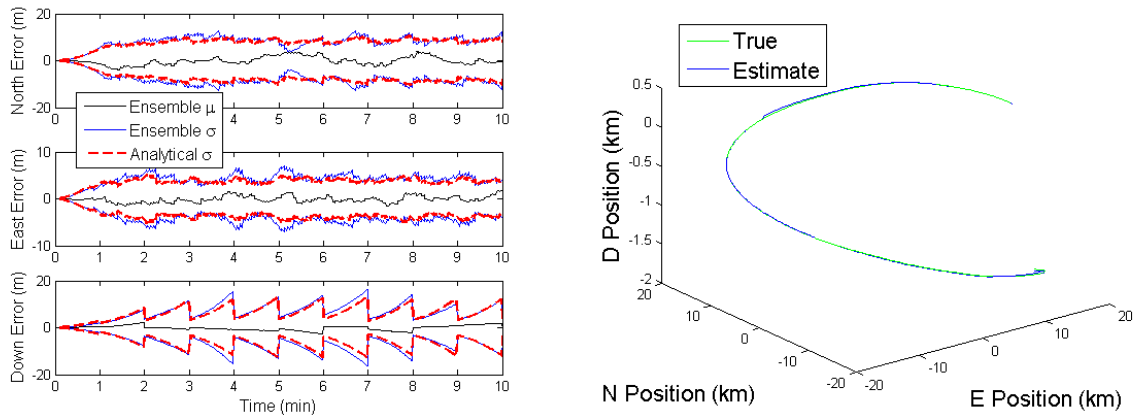 20
0
-20
North Error (m)
0 1 2 3 4 5 6 7 8 9 10
Ensemble μ
Ensemble σ
Analytical σ
10
0
-10
East Error (m)
0 1 2 3 4 5 6 7 8 9 10
20
0
-20
Down Error (m)
0 1 2 3 4 5 6 7 8 9 10
Time (min)
True
Estimate
0.5
0
-0.5
-1
-1.5
-2
D Position (km)
20
10
0
-10
-20
N Position (km)
-20
-10
0
10
20
E Position (km)